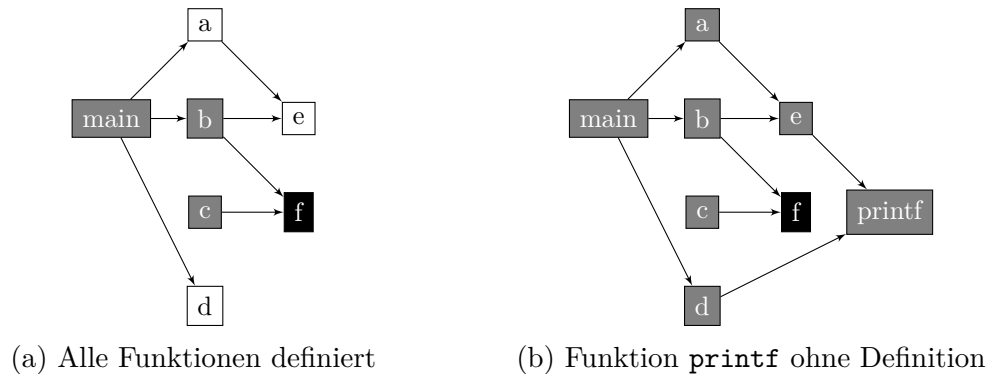 a
a
main
b
e
main
b
e
c
f
c
f
printf
d
d
(a) Alle Funktionen definiert
(b) Funktion printf ohne Definition